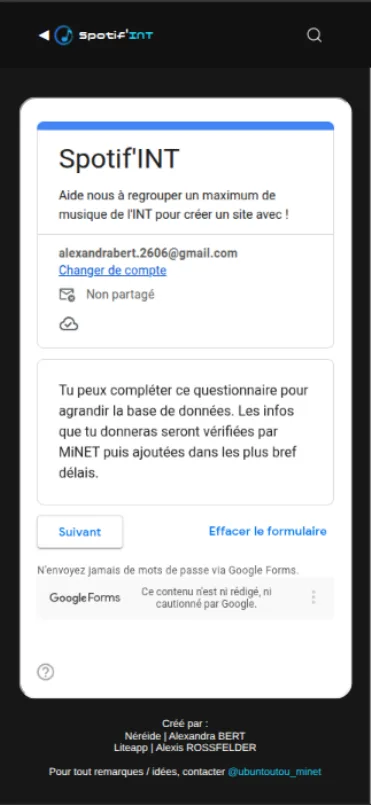 Spotif'INT
Spotif'INT
Aide nous à regrouper un maximum de
musique de l'INT pour créer un site avec !
alexandrabert.2606@gmail.com
Changer de compte
Non partagé
Tu peux compléter ce questionnaire pour
agrandir la base de données. Les infos
que tu donneras seront vérifiées par
MiNET puis ajoutées dans les plus bref
délais.
Suivant
Effacer le formulaire
N'envoyez jamais de mots de passe via Google Forms.
Google Forms
Ce contenu n'est ni rédigé, ni
cautionné par Google.
Créé par :
Néréide | Alexandra BERT
Liteapp | Alexis ROSSFELDER
Pour tout remarques / idées, contacter @ubuntoutou_minet